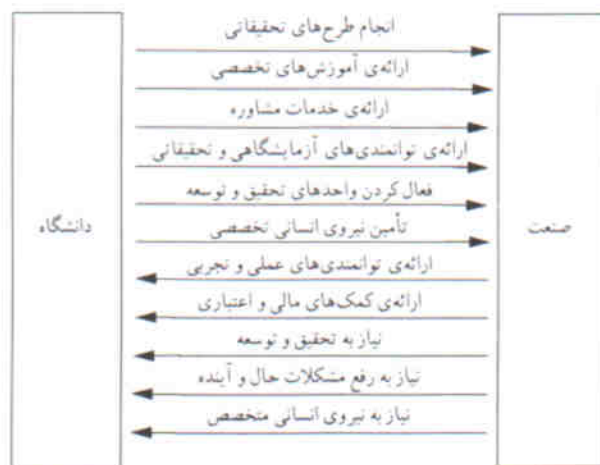 انجام طرح‌های تحقیقاتی
ارائه‌ی آموزش‌های تخصصی
ارائه‌ی خدمات مشاوره
ارائه‌ی توانمندی‌های آزمایشگاهی و تحقیقاتی
فعال کردن واحدهای تحقیق و توسعه
صنعت
تأمین نیروی انسانی تخصصی
دانشگاه
ارائه‌ی توانمندی‌های عملی و تجربی
ارائه‌ی کمک‌های مالی و اعتباری
نیاز به تحقیق و توسعه
نیاز به رفع مشکلات حال و آینده
نیاز به نیروی انسانی متخصص